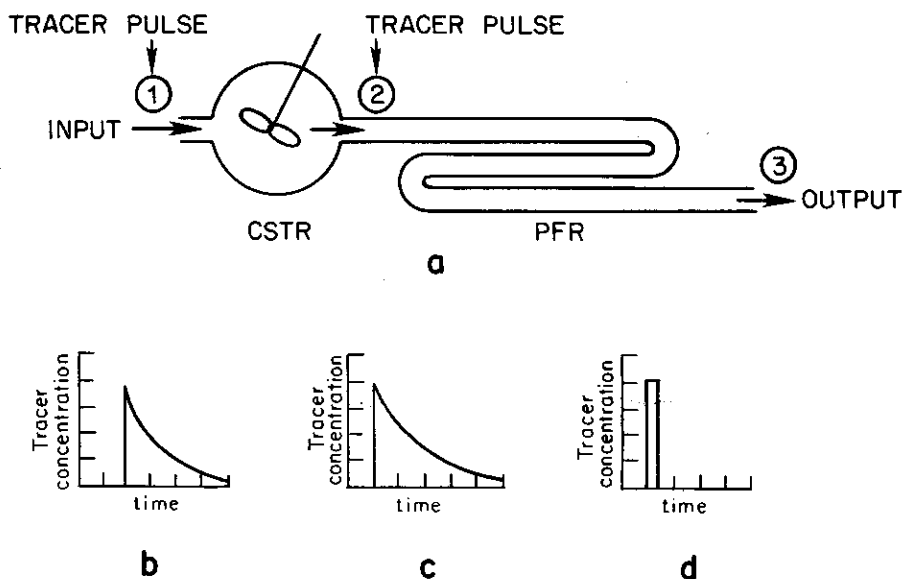 TRACER PULSE TRACER PULSE
1 2
INPUT
3
OUTPUT
CSTR PFR
a
Tracer concentration
time
b
Tracer concentration
time
c
Tracer concentration
time
d